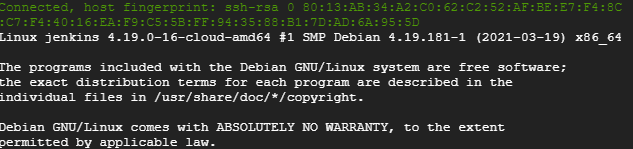 Connected, host fingerprint: ssh-rsa 0 80:13:AB:34:A2:C0:62:C2:52:AF:BE:E7:F4:8C
:C7:F4:40:16:EA:F9:C5:5B:FF:94:35:88:B1:7D:AD:6A:95:5D
Linux jenkins 4.19.0-16-cloud-amd64 #1 SMP Debian 4.19.181-1 (2021-03-19) x86_64
The programs included with the Debian GNU/Linux system are free software;
the exact distribution terms for each program are described in the
individual files in /usr/share/doc/*/copyright.
Debian GNU/Linux comes with ABSOLUTELY NO WARRANTY, to the extent
permitted by applicable law.